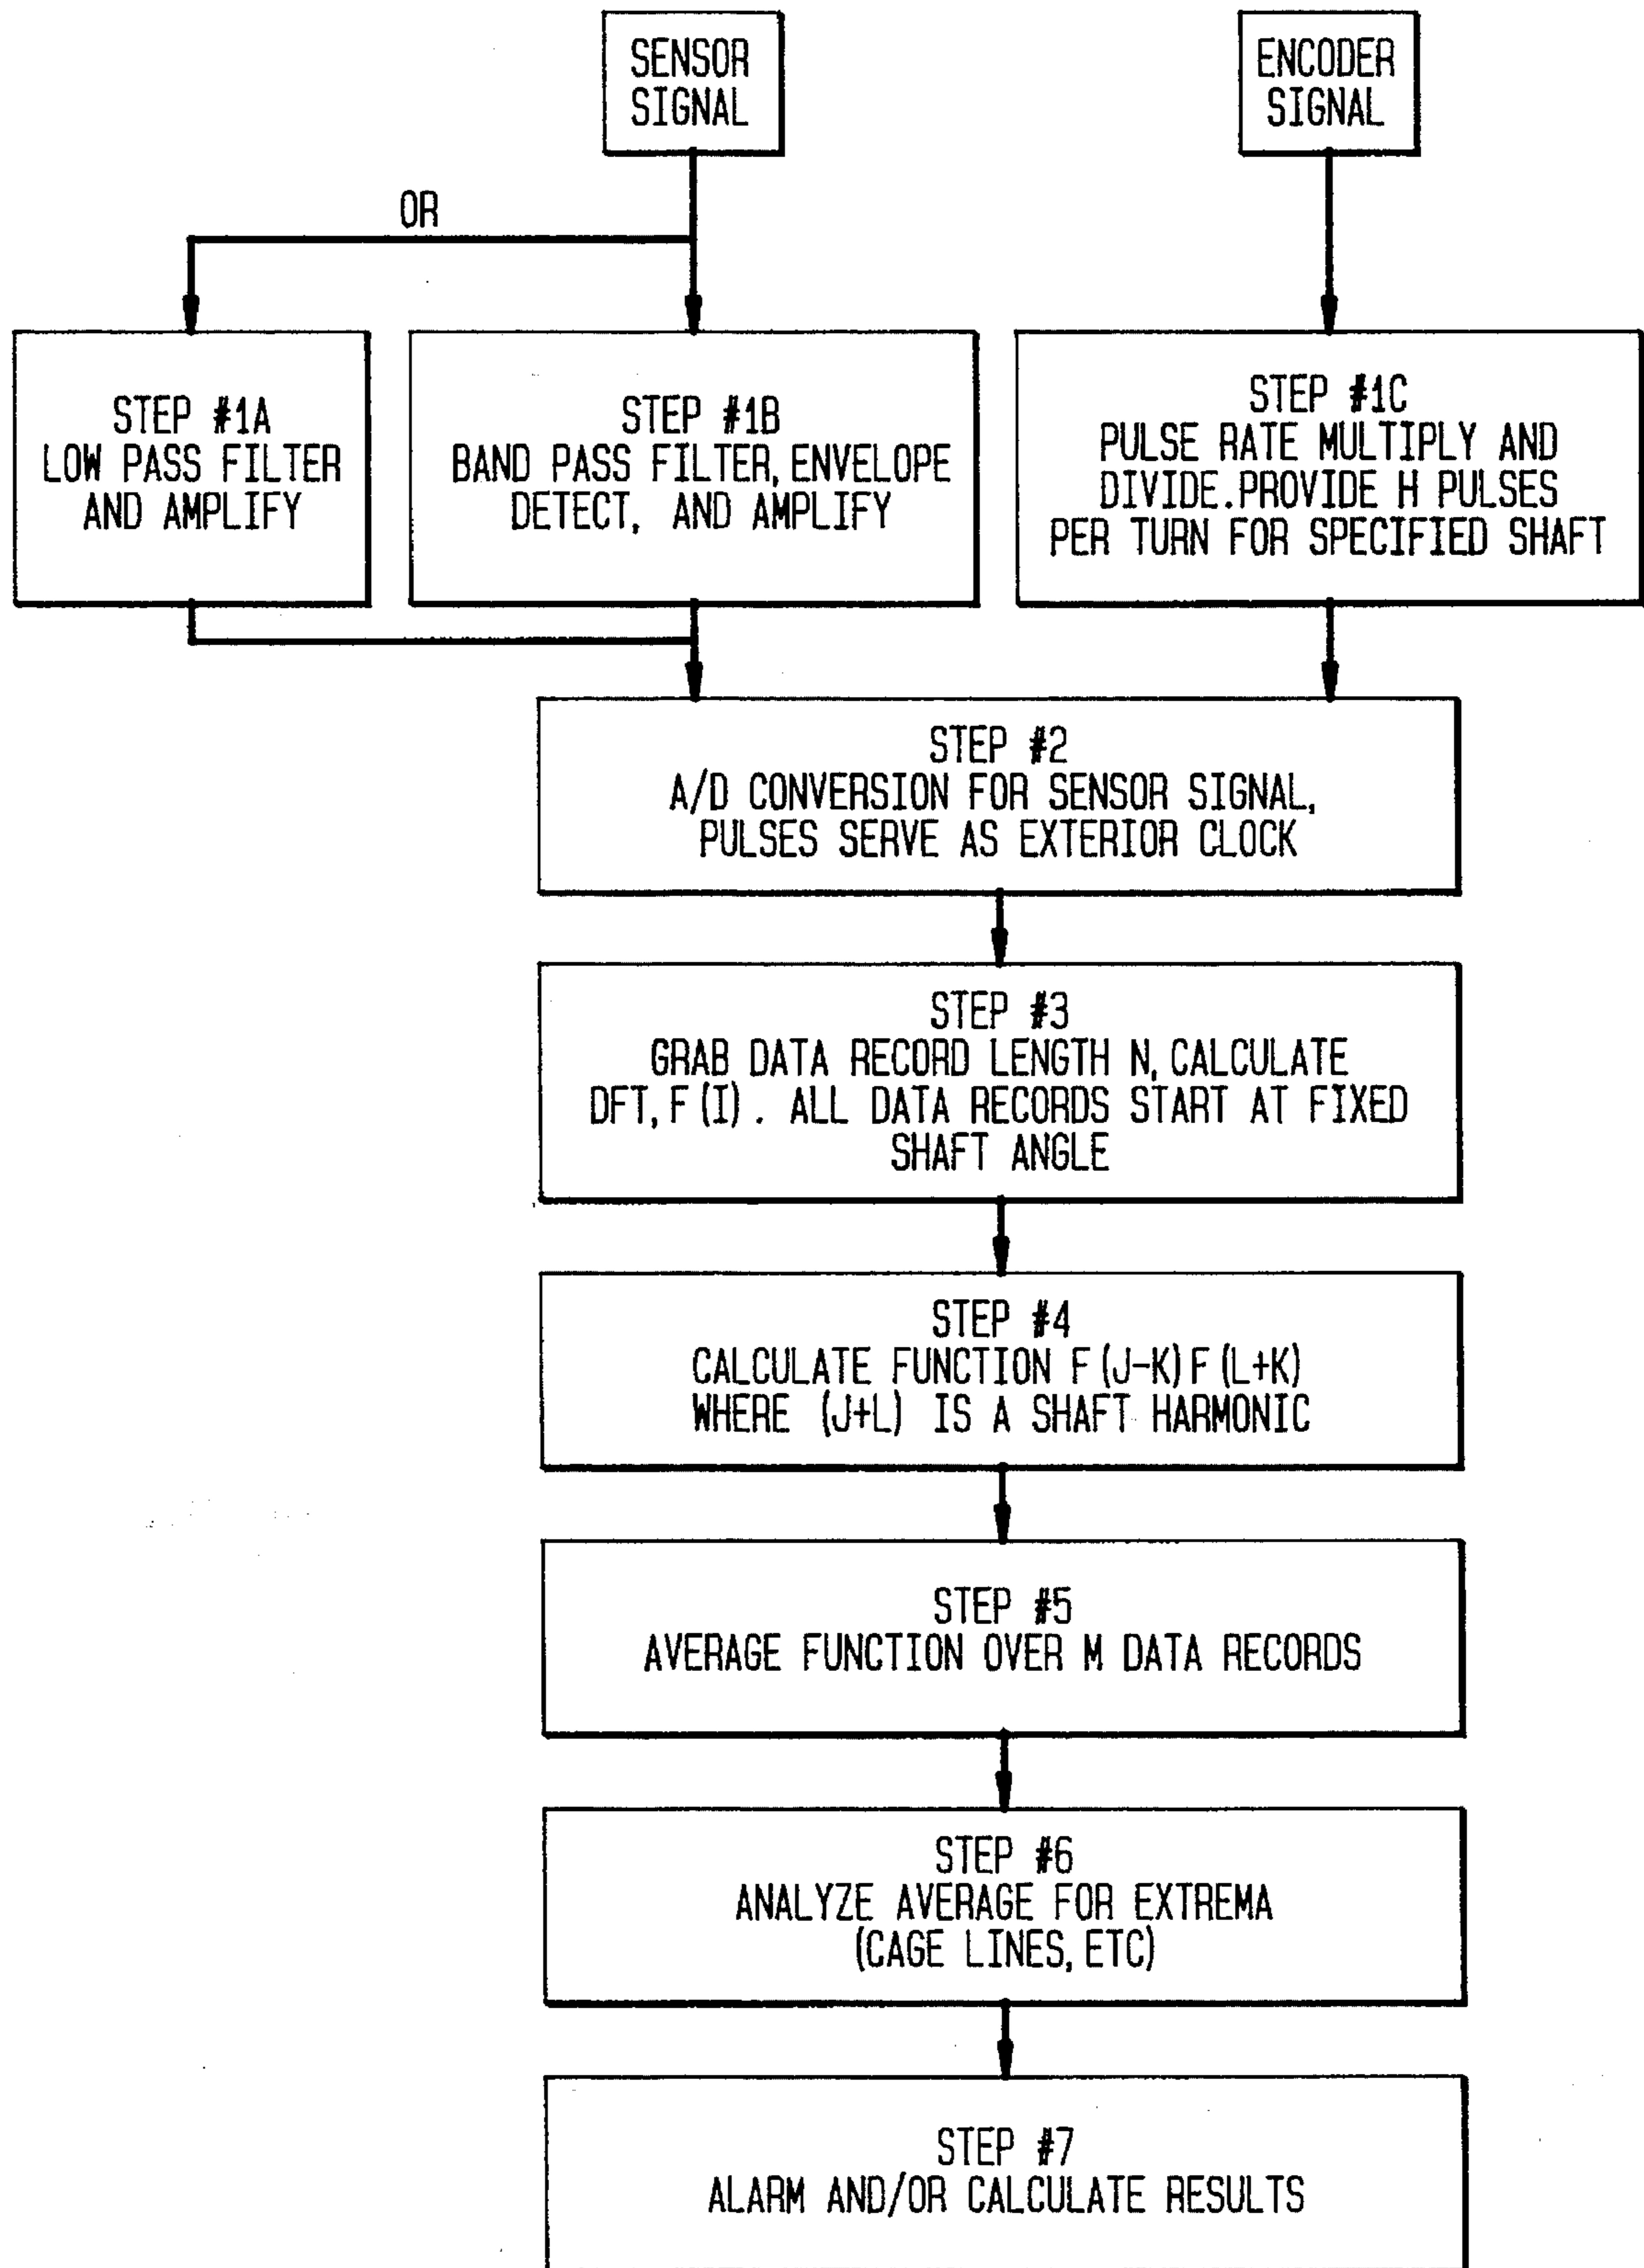 SENSOR
SIGNAL
ENCODER
SIGNAL
OR
STEP #1A
LOW PASS FILTER
AND AMPLIFY
STEP #1B
BAND PASS FILTER, ENVELOPE
DETECT, AND AMPLIFY
STEP #1C
PULSE RATE MULTIPLY AND
DIVIDE. PROVIDE H PULSES
PER TURN FOR SPECIFIED SHAFT
STEP #2
A/D CONVERSION FOR SENSOR SIGNAL,
PULSES SERVE AS EXTERIOR CLOCK
STEP #3
GRAB DATA RECORD LENGTH N, CALCULATE
DFT, F(I). ALL DATA RECORDS START AT FIXED
SHAFT ANGLE
STEP #4
CALCULATE FUNCTION F(J-K)F(L+K)
WHERE (J+L) IS A SHAFT HARMONIC
STEP #5
AVERAGE FUNCTION OVER M DATA RECORDS
STEP #6
ANALYZE AVERAGE FOR EXTREMA
(CAGE LINES, ETC)
STEP #7
ALARM AND/OR CALCULATE RESULTS